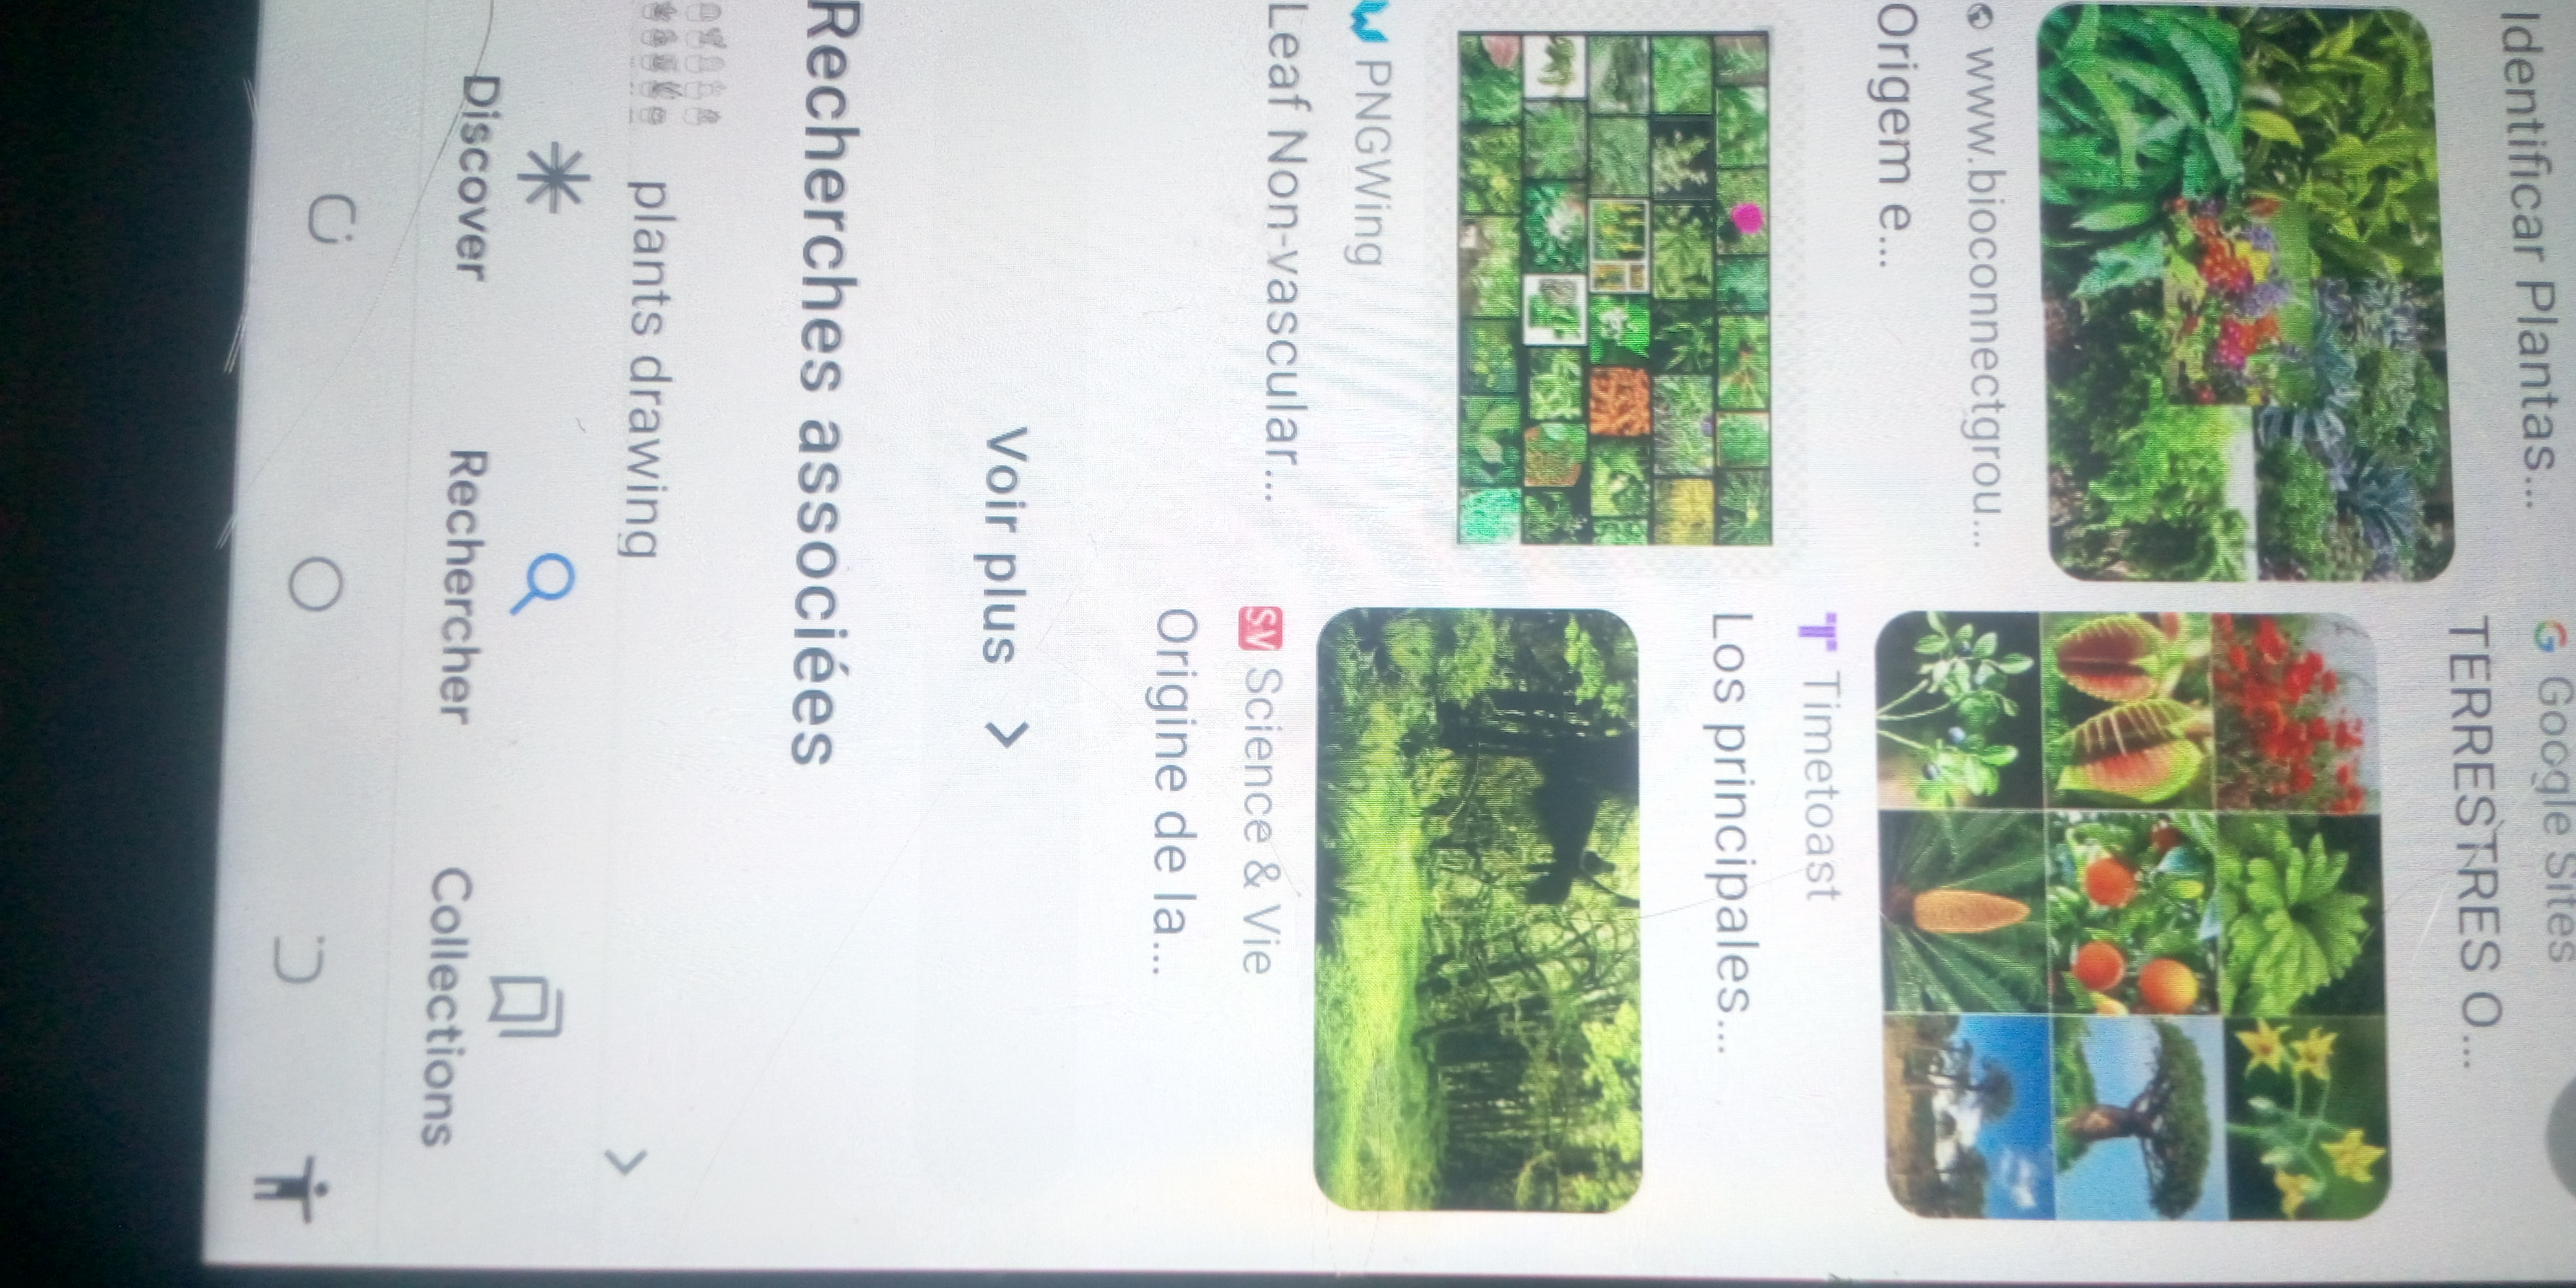 Identificar Plantas...
www.bioconnectgrou...
Origem e...
PNGWing
Leaf Non-vascular...
Google Sites
TERRESTRES O...
Timetoast
Los principales...
SV Science & Vie
Origine de la...
Voir plus
Recherches associées
plants drawing
Discover
Rechercher
Collections